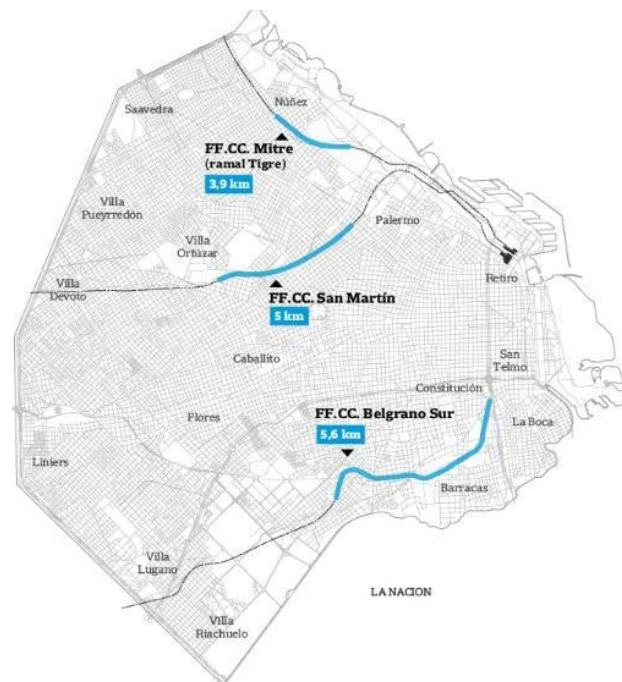 Saavedra
Núñez
FF.CC. Mitre
(ramal Tigre)
3,9 km
Villa
Pueyrredón
Palermo
Villa
Ortúzar
Villa
Devoto
Retiro
FF.CC. San Martín
5 km
San
Telmo
Caballito
Constitución
Flores
FF.CC. Belgrano Sur
5,6 km
La Boca
Liniers
Barracas
Villa
Lugano
LA NACION
Villa
Riachuelo